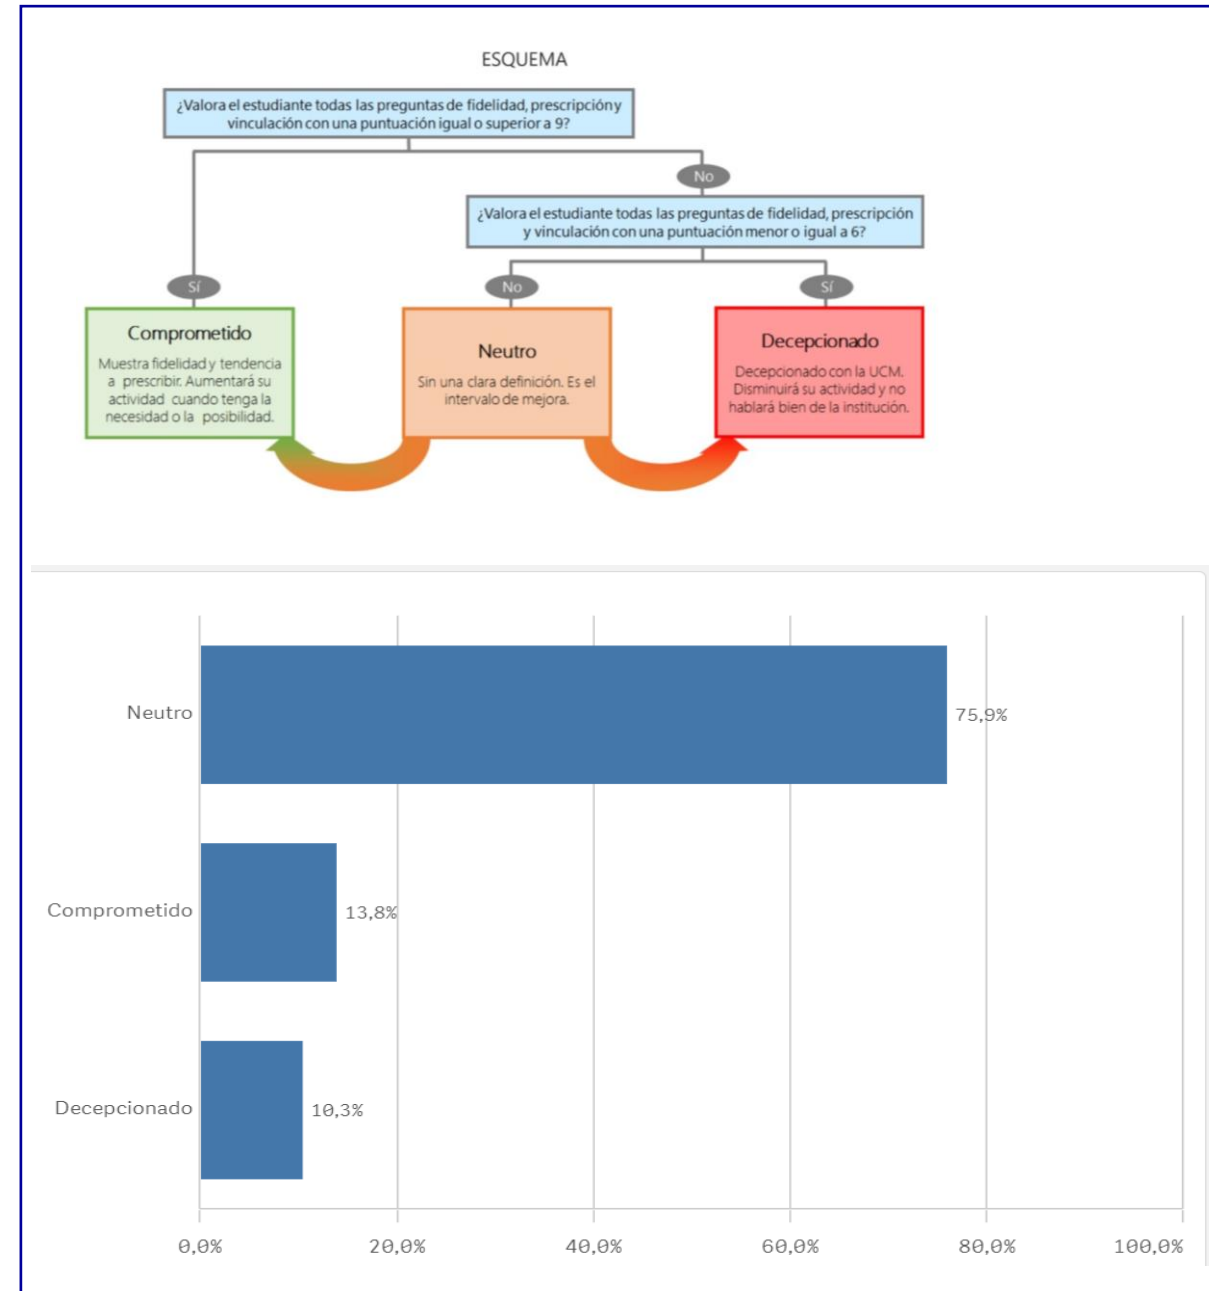 ESQUEMA
¿Valora el estudiante todas las preguntas de fidelidad, prescripción y
vinculación con una puntuación igual o superior a 9?
No
¿Valora el estudiante todas las preguntas de fidelidad, prescripción
y vinculación con una puntuación menor o igual a 6?
Sí
No
Sí
Comprometido
Muestra fidelidad y tendencia
a prescribir. Aumentará su
actividad cuando tenga la
necesidad o la posibilidad.
Neutro
Sin una clara definición. Es el
intervalo de mejora.
Decepcionado
Decepcionado con la UCM.
Disminuirá su actividad y no
hablará bien de la institución.
Neutro
75,9%
Comprometido
13,8%
Decepcionado
10,3%
0,0%
20,0%
40,0%
60,0%
80,0%
100,0%